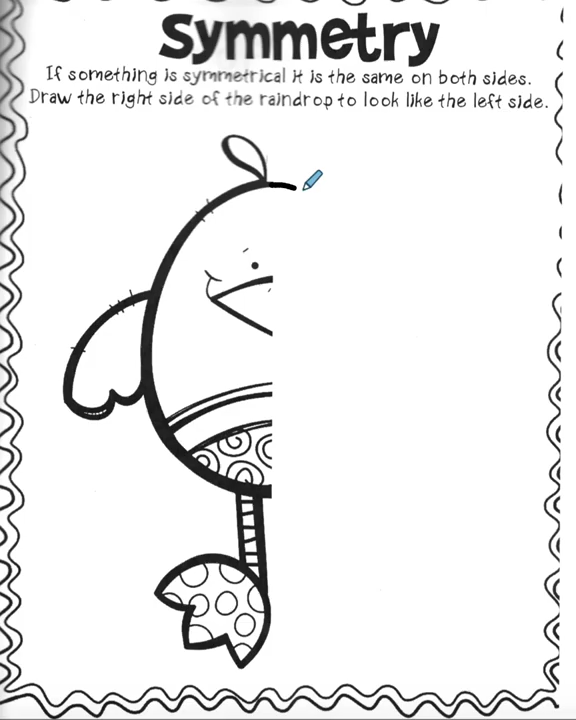 Symmetry
If something is symmetrical it is the same on both sides.
Draw the right side of the raindrop to look like the left side.